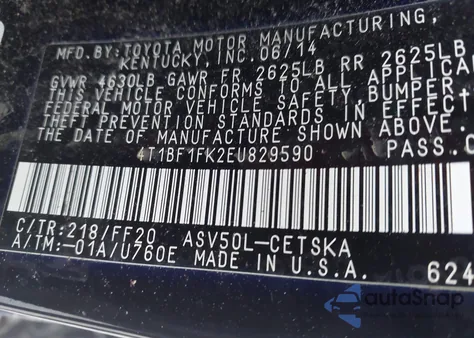 MFD.BY:TOYOTA MOTOR MANUFACTURING,
KENTUCKY, INC. 06/14
GVWR 4630LB GAWR FR 2625LB RR 2625LB
THIS VEHICLE CONFORMS TO ALL
FEDERAL MOTOR VEHICLE SAFETY, BUMPER,
THEFT PREVENTION STANDARDS IN
THE DATE OF MANUFACTURE SHOWN ABOVE.
4T1BF1FK2EU829590 PASS.
C/TR:218/FF20 ASV50L-CETSKA
A/TM:-01A/U760E MADE IN U.S.A. 624
autoSnap